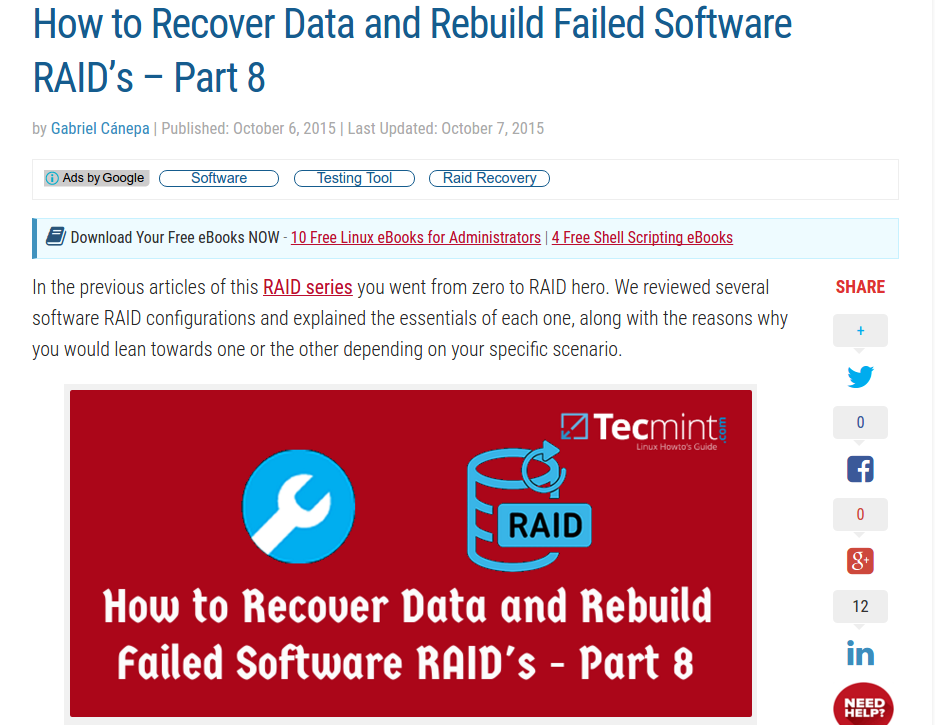 How to Recover Data and Rebuild Failed Software
RAID’s – Part 8
by Gabriel Cánepa | Published: October 6, 2015 | Last Updated: October 7, 2015
Ads by Google Software Testing Tool Raid Recovery
Download Your Free eBooks NOW - 10 Free Linux eBooks for Administrators | 4 Free Shell Scripting eBooks
In the previous articles of this RAID series you went from zero to RAID hero. We reviewed several
software RAID configurations and explained the essentials of each one, along with the reasons why
you would lean towards one or the other depending on your specific scenario.
Tecmint.com
Linux Howto's Guide
RAID
How to Recover Data and Rebuild
Failed Software RAID's - Part 8
SHARE
+
0
0
g+
12
in
NEED
HELP?